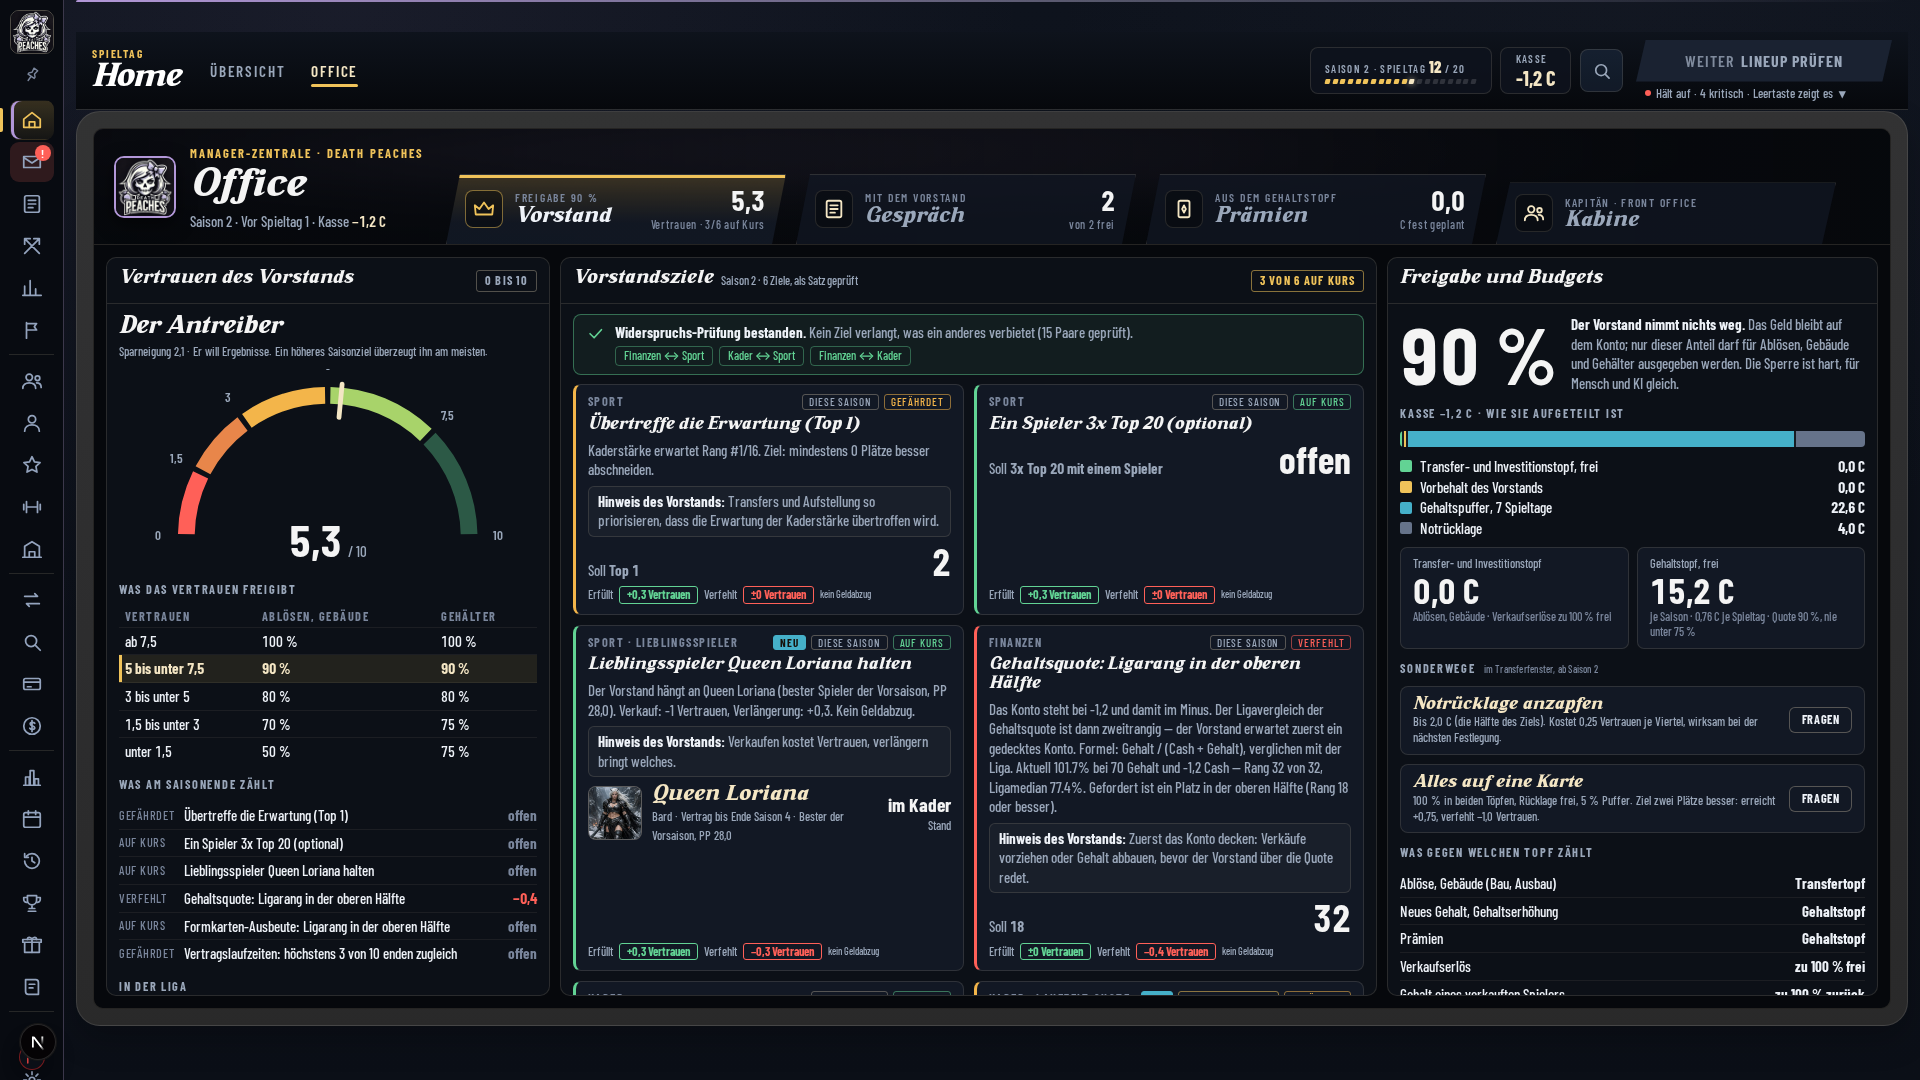 SPIELTAG
Home
ÜBERSICHT
OFFICE
SAISON 2 · SPIELTAG 12 / 20
KASSE
-1,2 C
WEITER LINEUP PRÜFEN
Hält auf · 4 kritisch · Leertaste zeigt es ▼
MANAGER-ZENTRALE · DEATH PEACHES
Office
Saison 2 · Vor Spieltag 1 · Kasse −1,2 C
FREIGABE 90 %
Vorstand
5,3
Vertrauen · 3/6 auf Kurs
MIT DEM VORSTAND
Gespräch
2
von 2 frei
AUS DEM GEHALTSTOPF
Prämien
0,0
C fest geplant
KAPITÄN · FRONT OFFICE
Kabine
Vertrauen des Vorstands
0 BIS 10
Der Antreiber
Sparneigung 2,1 · Er will Ergebnisse. Ein höheres Saisonziel überzeugt ihn am meisten.
0
1,5
3
7,5
10
5,3 / 10
WAS DAS VERTRAUEN FREIGIBT
VERTRAUEN ABLÖSEN, GEBÄUDE GEHÄLTER
ab 7,5 100 % 100 %
5 bis unter 7,5 90 % 90 %
3 bis unter 5 80 % 80 %
1,5 bis unter 3 70 % 75 %
unter 1,5 50 % 75 %
WAS AM SAISONENDE ZÄHLT
GEFÄHRDET Übertreffe die Erwartung (Top 1) offen
AUF KURS Ein Spieler 3x Top 20 (optional) offen
AUF KURS Lieblingsspieler Queen Loriana halten offen
VERFEHLT Gehaltsquote: Ligarang in der oberen Hälfte −0,4
AUF KURS Formkarten-Ausbeute: Ligarang in der oberen Hälfte offen
GEFÄHRDET Vertragslaufzeiten: höchstens 3 von 10 enden zugleich offen
IN DER LIGA
Vorstandsziele Saison 2 · 6 Ziele, als Satz geprüft
3 VON 6 AUF KURS
Widerspruchs-Prüfung bestanden. Kein Ziel verlangt, was ein anderes verbietet (15 Paare geprüft).
Finanzen ↔ Sport
Kader ↔ Sport
Finanzen ↔ Kader
SPORT
DIESE SAISON
GEFÄHRDET
Übertreffe die Erwartung (Top 1)
Kaderstärke erwartet Rang #1/16. Ziel: mindestens 0 Plätze besser
abschneiden.
Hinweis des Vorstands: Transfers und Aufstellung so
priorisieren, dass die Erwartung der Kaderstärke übertroffen wird.
Soll Top 1
2
Erfüllt +0,3 Vertrauen Verfehlt ±0 Vertrauen kein Geldabzug
SPORT
DIESE SAISON
AUF KURS
Ein Spieler 3x Top 20 (optional)
Soll 3x Top 20 mit einem Spieler
offen
Erfüllt +0,3 Vertrauen Verfehlt ±0 Vertrauen kein Geldabzug
SPORT · LIEBLINGSSPIELER
NEU
DIESE SAISON
AUF KURS
Lieblingsspieler Queen Loriana halten
Der Vorstand hängt an Queen Loriana (bester Spieler der Vorsaison, PP
28,0). Verkauf: -1 Vertrauen, Verlängerung: +0,3. Kein Geldabzug.
Hinweis des Vorstands: Verkaufen kostet Vertrauen, verlängern
bringt welches.
Queen Loriana
Bard · Vertrag bis Ende Saison 4 · Bester der
Vorsaison, PP 28,0
im Kader
Stand
Erfüllt +0,3 Vertrauen Verfehlt −0,3 Vertrauen kein Geldabzug
FINANZEN
DIESE SAISON
VERFEHLT
Gehaltsquote: Ligarang in der oberen
Hälfte
Das Konto steht bei -1,2 und damit im Minus. Der Ligavergleich der
Gehaltsquote ist dann zweitrangig — der Vorstand erwartet zuerst ein
gedecktes Konto. Formel: Gehalt / (Cash + Gehalt), verglichen mit der
Liga. Aktuell 101.7% bei 70 Gehalt und -1,2 Cash — Rang 32 von 32,
Ligamedian 77.4%. Gefordert ist ein Platz in der oberen Hälfte (Rang 18
oder besser).
Hinweis des Vorstands: Zuerst das Konto decken: Verkäufe
vorziehen oder Gehalt abbauen, bevor der Vorstand über die Quote
redet.
Soll 18
32
Erfüllt ±0 Vertrauen Verfehlt −0,4 Vertrauen kein Geldabzug
Freigabe und Budgets
90 %
Der Vorstand nimmt nichts weg. Das Geld bleibt auf
dem Konto; nur dieser Anteil darf für Ablösen, Gebäude
und Gehälter ausgegeben werden. Die Sperre ist hart, für
Mensch und KI gleich.
KASSE −1,2 C · WIE SIE AUFGETEILT IST
Transfer- und Investitionstopf, frei 0,0 C
Vorbehalt des Vorstands 0,0 C
Gehaltspuffer, 7 Spieltage 22,6 C
Notrücklage 4,0 C
Transfer- und Investitionstopf
0,0 C
Ablösen, Gebäude · Verkaufserlöse zu 100 % frei
Gehaltstopf, frei
15,2 C
je Saison · 0,76 C je Spieltag · Quote 90 %, nie
unter 75 %
SONDERWEGE im Transferfenster, ab Saison 2
Notrücklage anzapfen
Bis 2,0 C (die Hälfte des Ziels). Kostet 0,25 Vertrauen je Viertel, wirksam bei der
nächsten Festlegung.
FRAGEN
Alles auf eine Karte
100 % in beiden Töpfen, Rücklage frei, 5 % Puffer. Ziel zwei Plätze besser: erreicht
+0,75, verfehlt −1,0 Vertrauen.
FRAGEN
WAS GEGEN WELCHEN TOPF ZÄHLT
Ablöse, Gebäude (Bau, Ausbau) Transfertopf
Neues Gehalt, Gehaltserhöhung Gehaltstopf
Prämien Gehaltstopf
Verkaufserlös zu 100 % frei
Gehalt eines verkauften Spielers zu 100 % zurück